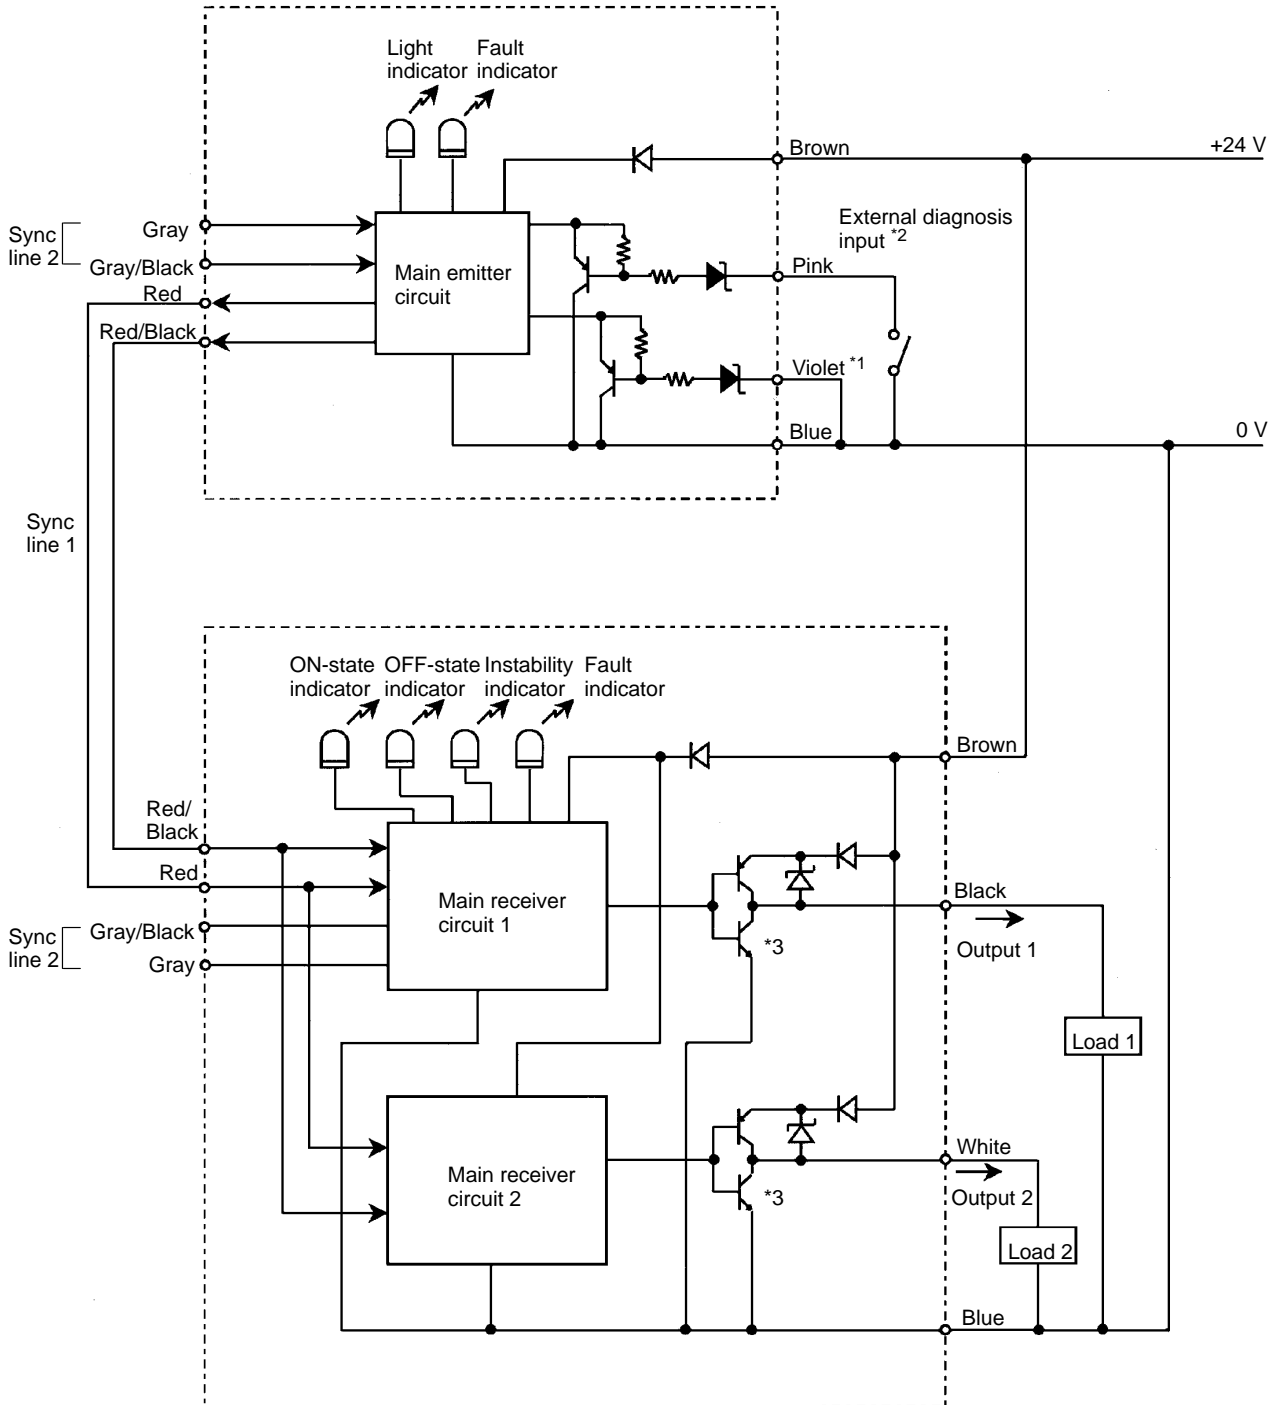 Light
indicator
Fault
indicator
Brown
+24 V
Sync
line 2
Gray
Gray/Black
Red
Red/Black
Main emitter
circuit
External diagnosis
input *2
Pink
Violet *1
Blue
0 V
Sync
line 1
ON-state
indicator
OFF-state
indicator
Instability
indicator
Fault
indicator
Brown
Red/
Black
Red
Sync
line 2
Gray/Black
Gray
Main receiver
circuit 1
*3
Black
Output 1
Load 1
Main receiver
circuit 2
*3
White
Output 2
Load 2
Blue